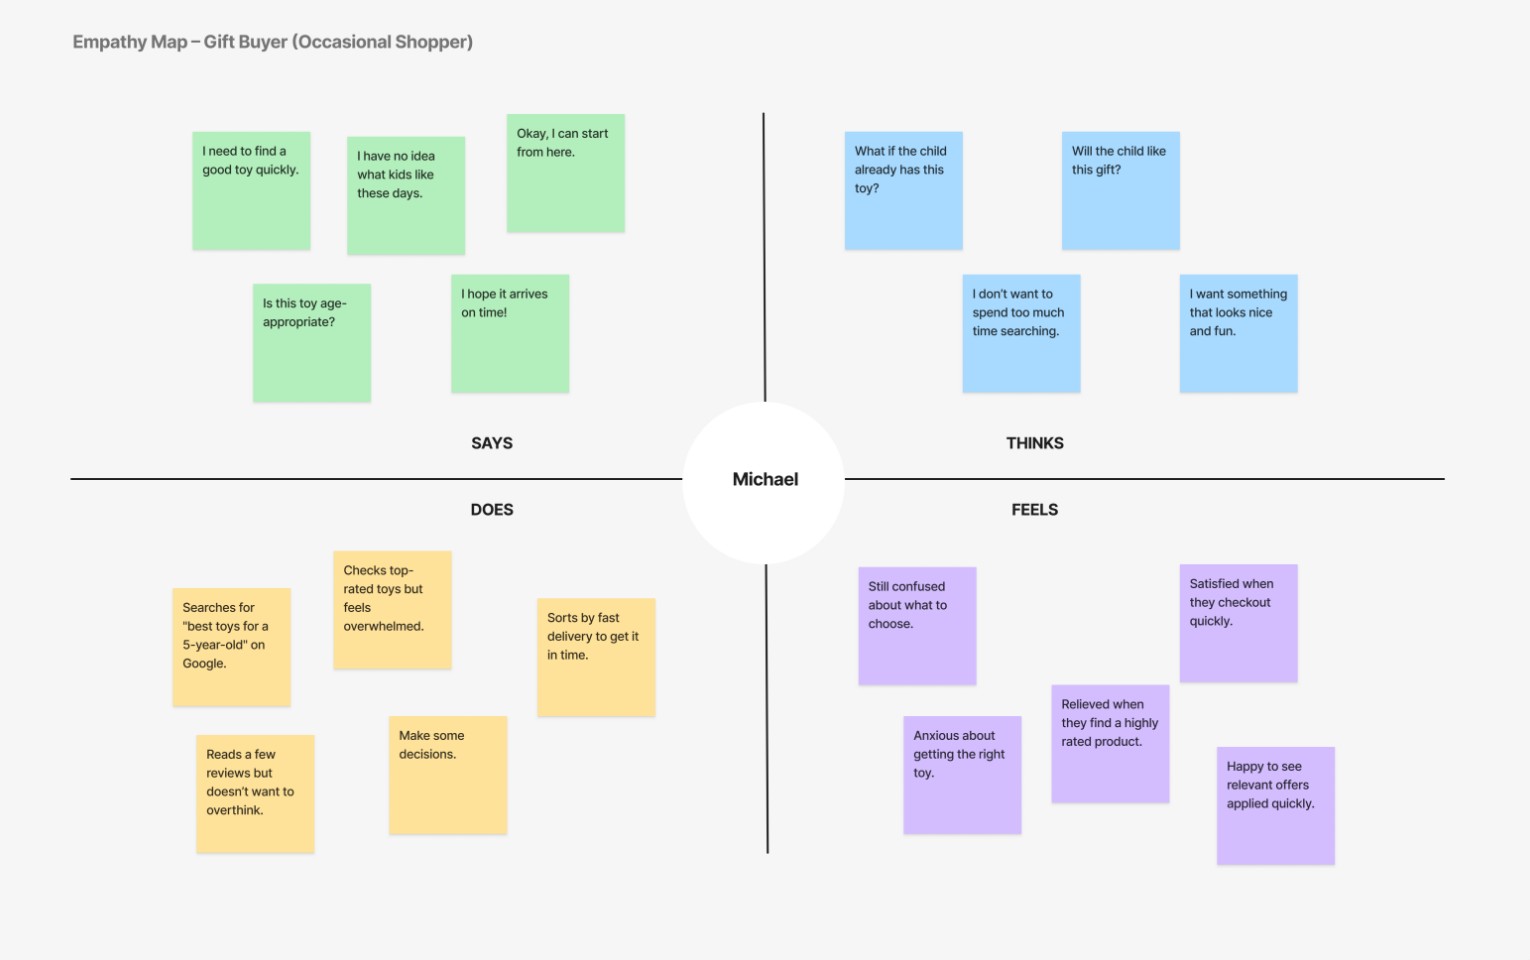 Empathy Map – Gift Buyer (Occasional Shopper)
I need to find a
good toy quickly.
I have no idea
what kids like
these days.
Okay, I can start
from here.
Is this toy age-
appropriate?
I hope it arrives
on time!
SAYS
What if the child
already has this
toy?
Will the child like
this gift?
I don't want to
spend too much
time searching.
I want something
that looks nice
and fun.
THINKS
Michael
DOES
Searches for
"best toys for a
5-year-old" on
Google.
Checks top-
rated toys but
feels
overwhelmed.
Sorts by fast
delivery to get it
in time.
Reads a few
reviews but
doesn't want to
overthink.
Make some
decisions.
FEELS
Still confused
about what to
choose.
Satisfied when
they checkout
quickly.
Anxious about
getting the right
toy.
Relieved when
they find a highly
rated product.
Happy to see
relevant offers
applied quickly.